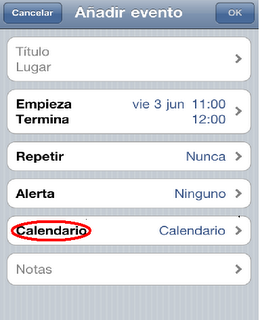 Cancelar Añadir evento OK
Título
Lugar
Empieza vie 3 jun 11:00
Termina 12:00
Repetir Nunca
Alerta Ninguno
Calendario Calendario
Notas